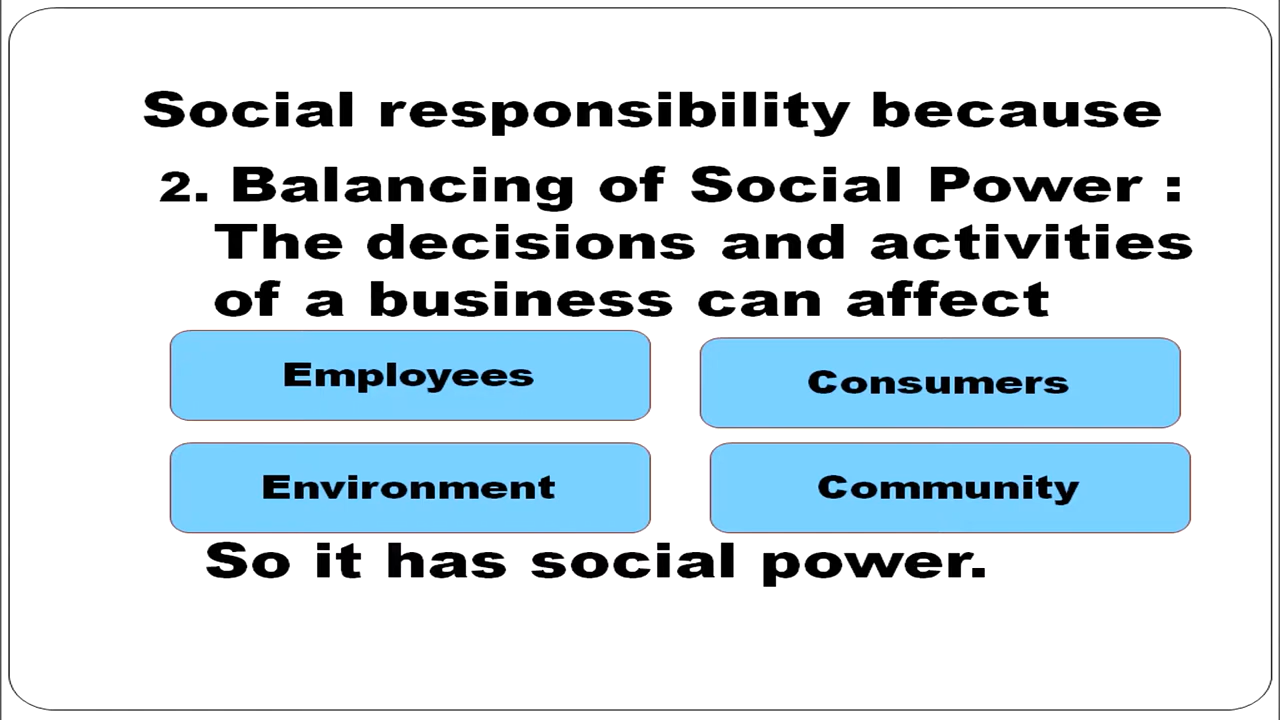 Social responsibility because
2. Balancing of Social Power :
The decisions and activities
of a business can affect
Employees
Consumers
Environment
Community
So it has social power.